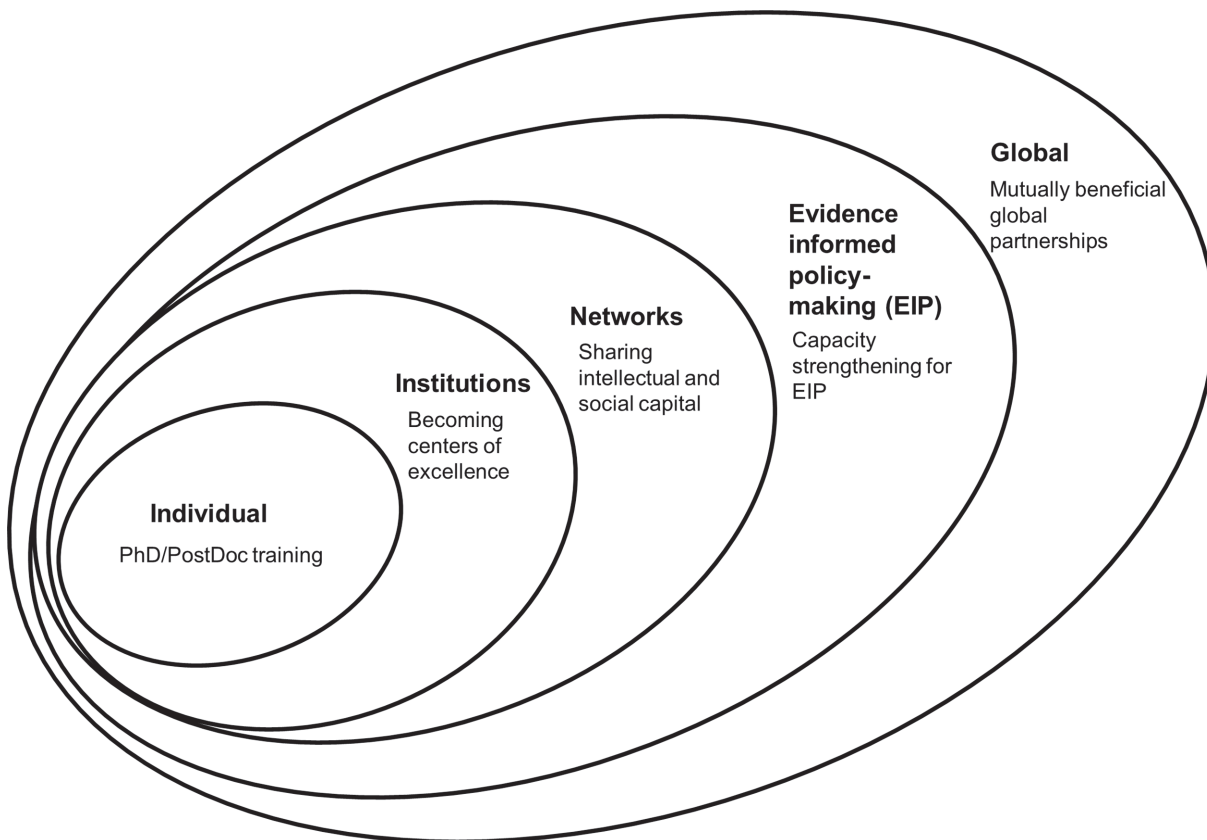 Global
Mutually beneficial
global
partnerships
Evidence
informed
policy-
making (EIP)
Capacity
strengthening for
EIP
Networks
Sharing
intellectual and
social capital
Institutions
Becoming
centers of
excellence
Individual
PhD/PostDoc training